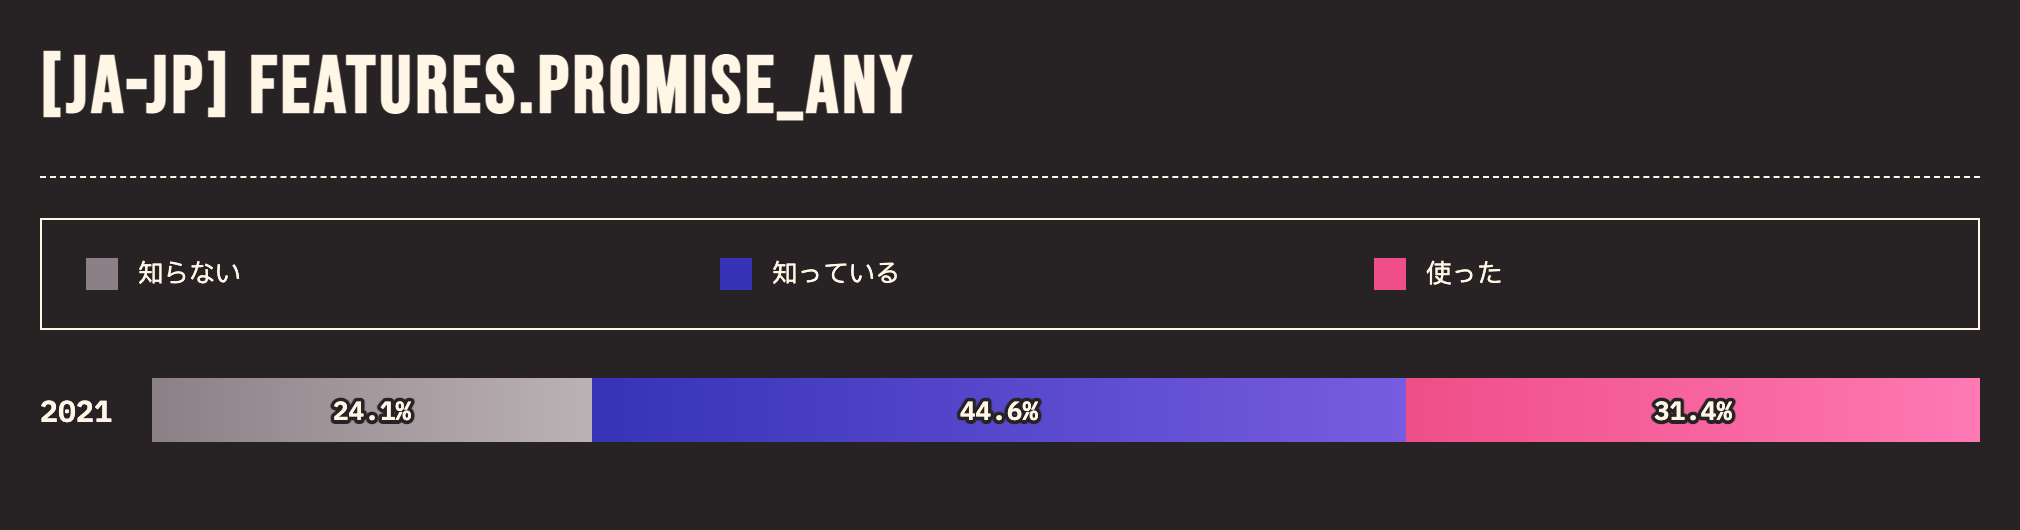 [JA-JP] FEATURES.PROMISE_ANY
知らない 知っている 使った
2021 24.1% 44.6% 31.4%